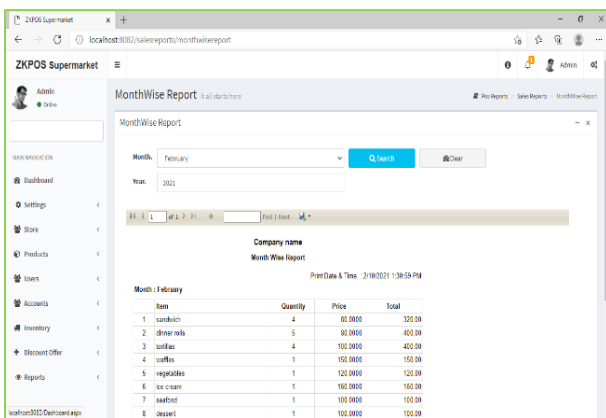 ZKPOS Supermarket
localhost:8082/salesreports/monthwisereport
ZKPOS Supermarket
Admin
Admin
Online
MonthWise Report it all starts here
Pos Reports Sales Reports MonthWise Report
MonthWise Report
MAIN NAVIGATION
Month. February Search Clear
Year. 2021
Dashboard
Settings
Store
Products
Users
Accounts
Inventory
Discount Offer
Reports
1 of 1 Find | Next
Company name
Month Wise Report
Print Date & Time : 2/10/2021 1:39:59 PM
Month : February
Item Quantity Price Total
1 sandwich 4 80.0000 320.00
2 dinner rolls 5 80.0000 400.00
3 tortillas 4 100.0000 400.00
4 waffles 1 150.0000 150.00
5 vegetables 1 120.0000 120.00
6 ice cream 1 160.0000 160.00
7 seafood 1 100.0000 100.00
8 dessert 1 100.0000 100.00
localhost:8082/Dashboard.aspx